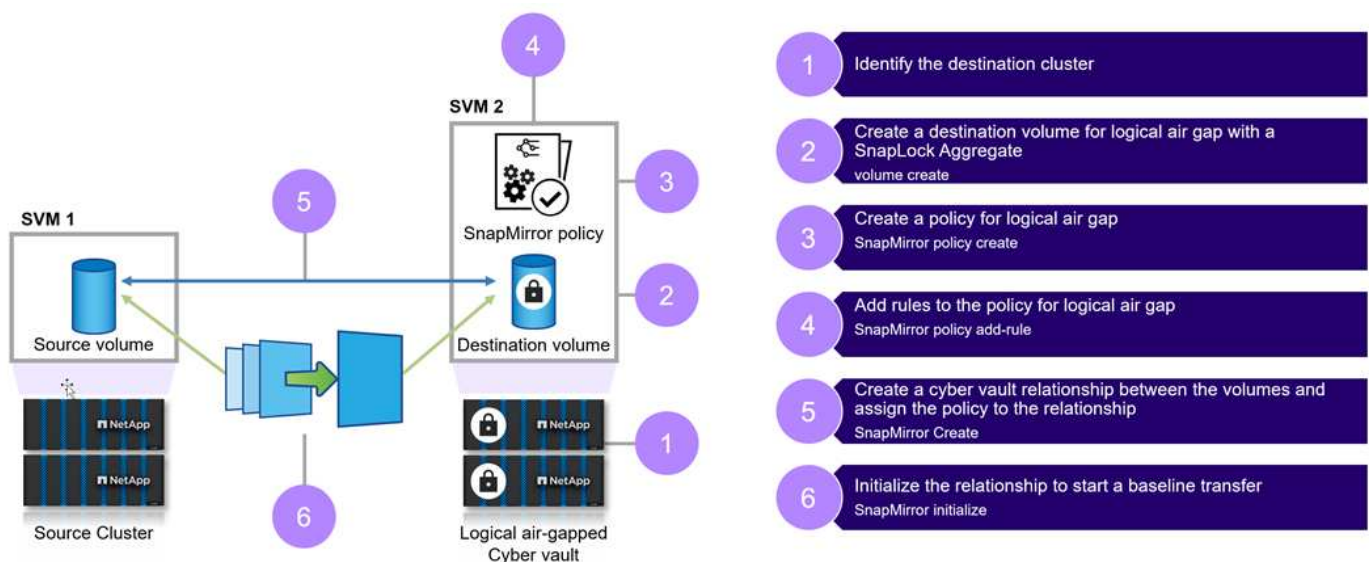 4
SVM 2
3
SnapMirror policy
5
SVM 1
2
Source volume
Destination volume
NetApp
NetApp
NetApp
NetApp
1
6
Source Cluster
Logical air-gapped
Cyber vault
1
Identify the destination cluster
2
Create a destination volume for logical air gap with a
SnapLock Aggregate
volume create
3
Create a policy for logical air gap
SnapMirror policy create
4
Add rules to the policy for logical air gap
SnapMirror policy add-rule
5
Create a cyber vault relationship between the volumes and
assign the policy to the relationship
SnapMirror Create
6
Initialize the relationship to start a baseline transfer
SnapMirror initialize